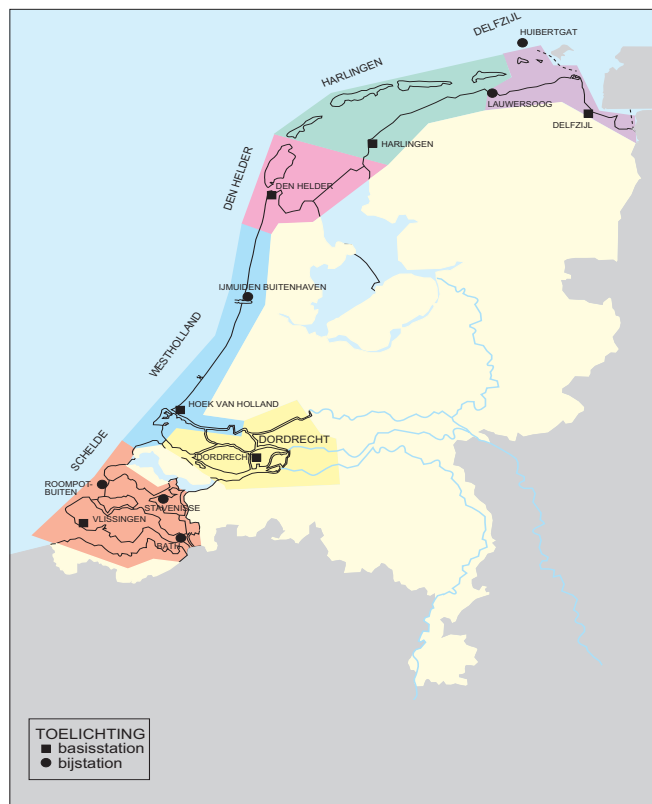 DELFZIJL
HUIBERTGAT
HARLINGEN
LAUWERSOOG
DELFZIJL
HARLINGEN
DEN HELDER
DEN HELDER
IJMUIDEN BUITENHAVEN
WESTHOLLAND
HOEK VAN HOLLAND
SCHELDE
DORDRECHT
DORDRECHT
ROOMPOT-
BUITEN
STAVENISSE
VLISSINGEN
BATH
TOELICHTING
basisstation
bijstation